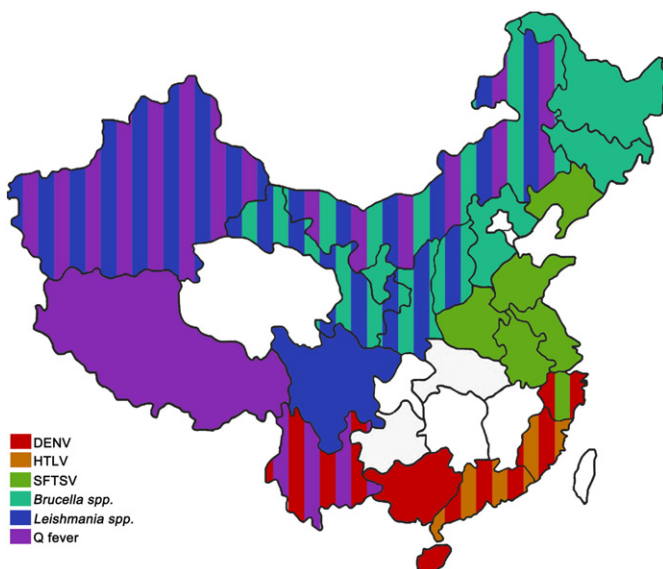 DENV
HTLV
SFTSV
Brucella spp.
Leishmania spp.
Q fever